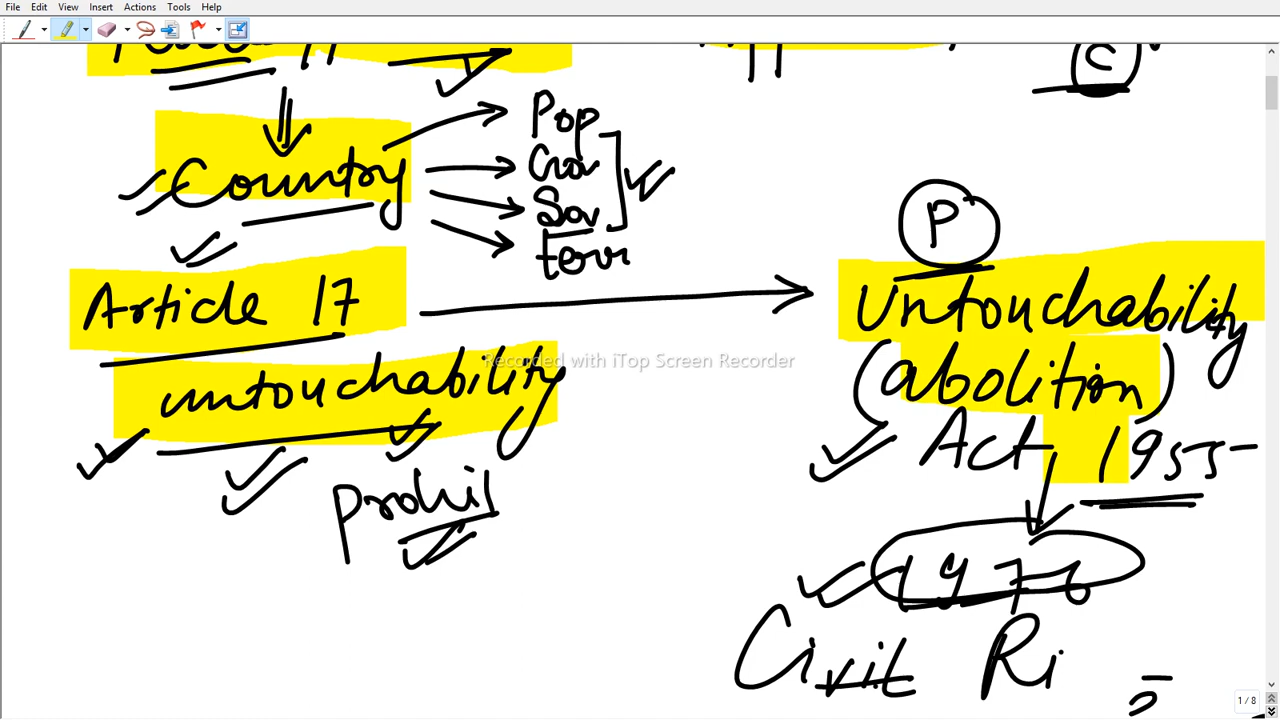 File Edit View Insert Actions Tools Help
Country
Pop
Gov
Sov
terr
P
Article 17
Untouchability
Recorded with iTop Screen Recorder
untouchability
(abolition)
Act 1955
prohi
1976
Civil Ri
C
1 / 8